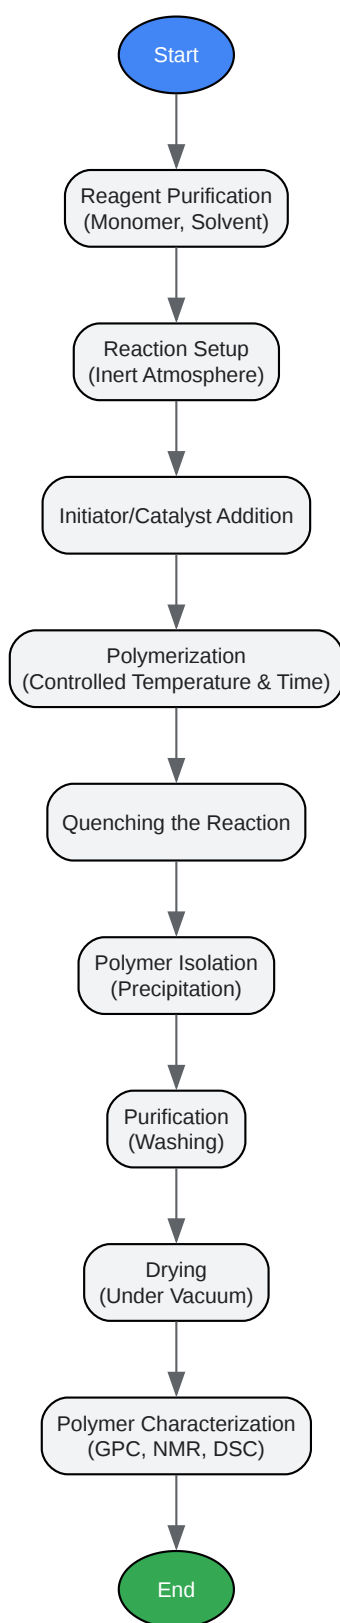 Start
Reagent Purification
(Monomer, Solvent)
Reaction Setup
(Inert Atmosphere)
Initiator/Catalyst Addition
Polymerization
(Controlled Temperature & Time)
Quenching the Reaction
Polymer Isolation
(Precipitation)
Purification
(Washing)
Drying
(Under Vacuum)
Polymer Characterization
(GPC, NMR, DSC)
End